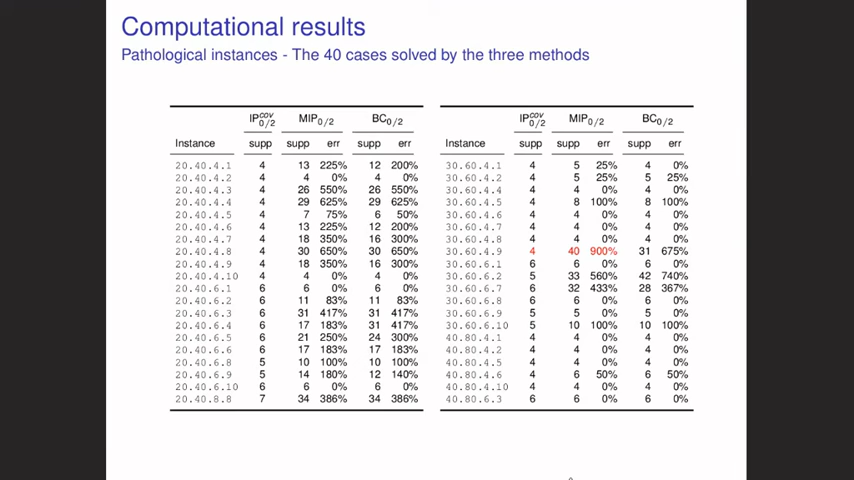 Computational results
Pathological instances - The 40 cases solved by the three methods
IP^cov_0/2 MIP_0/2 BC_0/2
Instance supp supp err supp err
20.40.4.1 4 13 225% 12 200%
20.40.4.2 4 4 0% 4 0%
20.40.4.3 4 26 550% 26 550%
20.40.4.4 4 29 625% 29 625%
20.40.4.5 4 7 75% 6 50%
20.40.4.6 4 13 225% 12 200%
20.40.4.7 4 18 350% 16 300%
20.40.4.8 4 30 650% 30 650%
20.40.4.9 4 18 350% 16 300%
20.40.4.10 4 4 0% 4 0%
20.40.6.1 6 6 0% 6 0%
20.40.6.2 6 11 83% 11 83%
20.40.6.3 6 31 417% 31 417%
20.40.6.4 6 17 183% 31 417%
20.40.6.5 6 21 250% 24 300%
20.40.6.6 6 17 183% 17 183%
20.40.6.8 5 10 100% 10 100%
20.40.6.9 5 14 180% 12 140%
20.40.6.10 6 6 0% 6 0%
20.40.8.8 7 34 386% 34 386%
IP^cov_0/2 MIP_0/2 BC_0/2
Instance supp supp err supp err
30.60.4.1 4 5 25% 4 0%
30.60.4.2 4 5 25% 5 25%
30.60.4.4 4 4 0% 4 0%
30.60.4.5 4 8 100% 8 100%
30.60.4.6 4 4 0% 4 0%
30.60.4.7 4 4 0% 4 0%
30.60.4.8 4 4 0% 4 0%
30.60.4.9 4 40 900% 31 675%
30.60.6.1 6 6 0% 6 0%
30.60.6.2 5 33 560% 42 740%
30.60.6.7 6 32 433% 28 367%
30.60.6.8 6 6 0% 6 0%
30.60.6.9 5 5 0% 5 0%
30.60.6.10 5 10 100% 10 100%
40.80.4.1 4 4 0% 4 0%
40.80.4.2 4 4 0% 4 0%
40.80.4.5 4 4 0% 4 0%
40.80.4.6 4 6 50% 6 50%
40.80.4.10 4 4 0% 4 0%
40.80.6.3 6 6 0% 6 0%